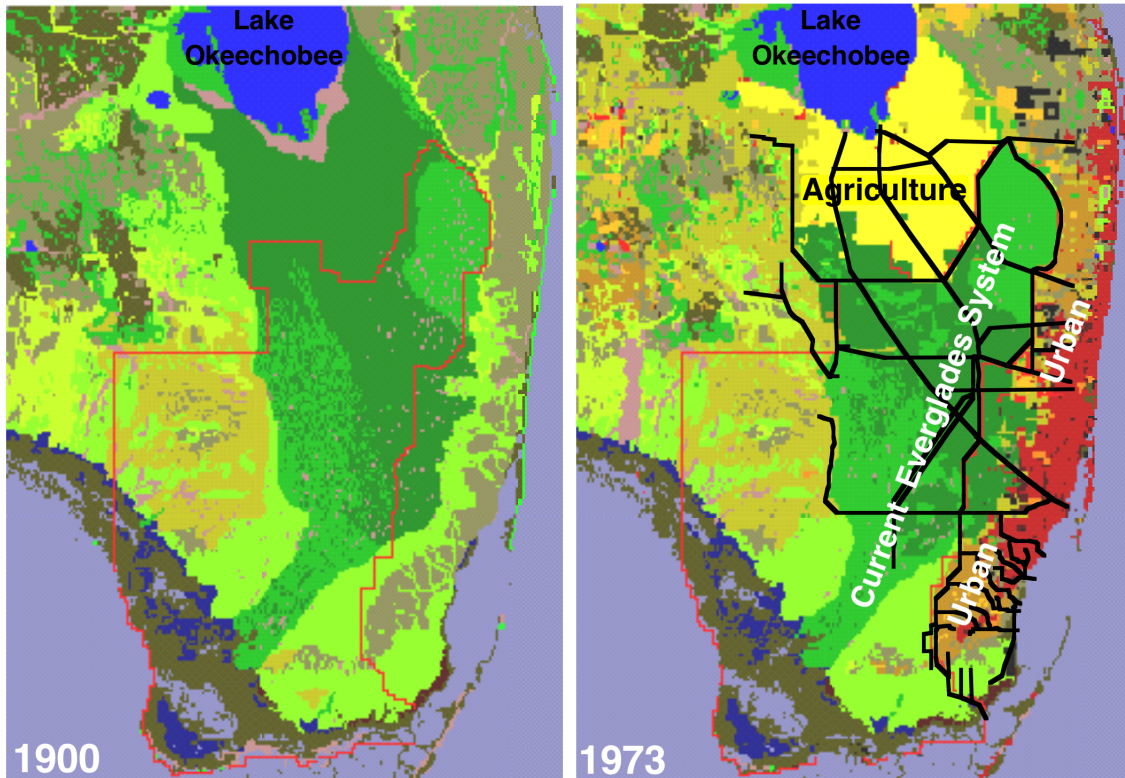 Lake
Okeechobee
1900
Lake
Okeechobee
Agriculture
Current Everglades System
Urban
Urban
1973